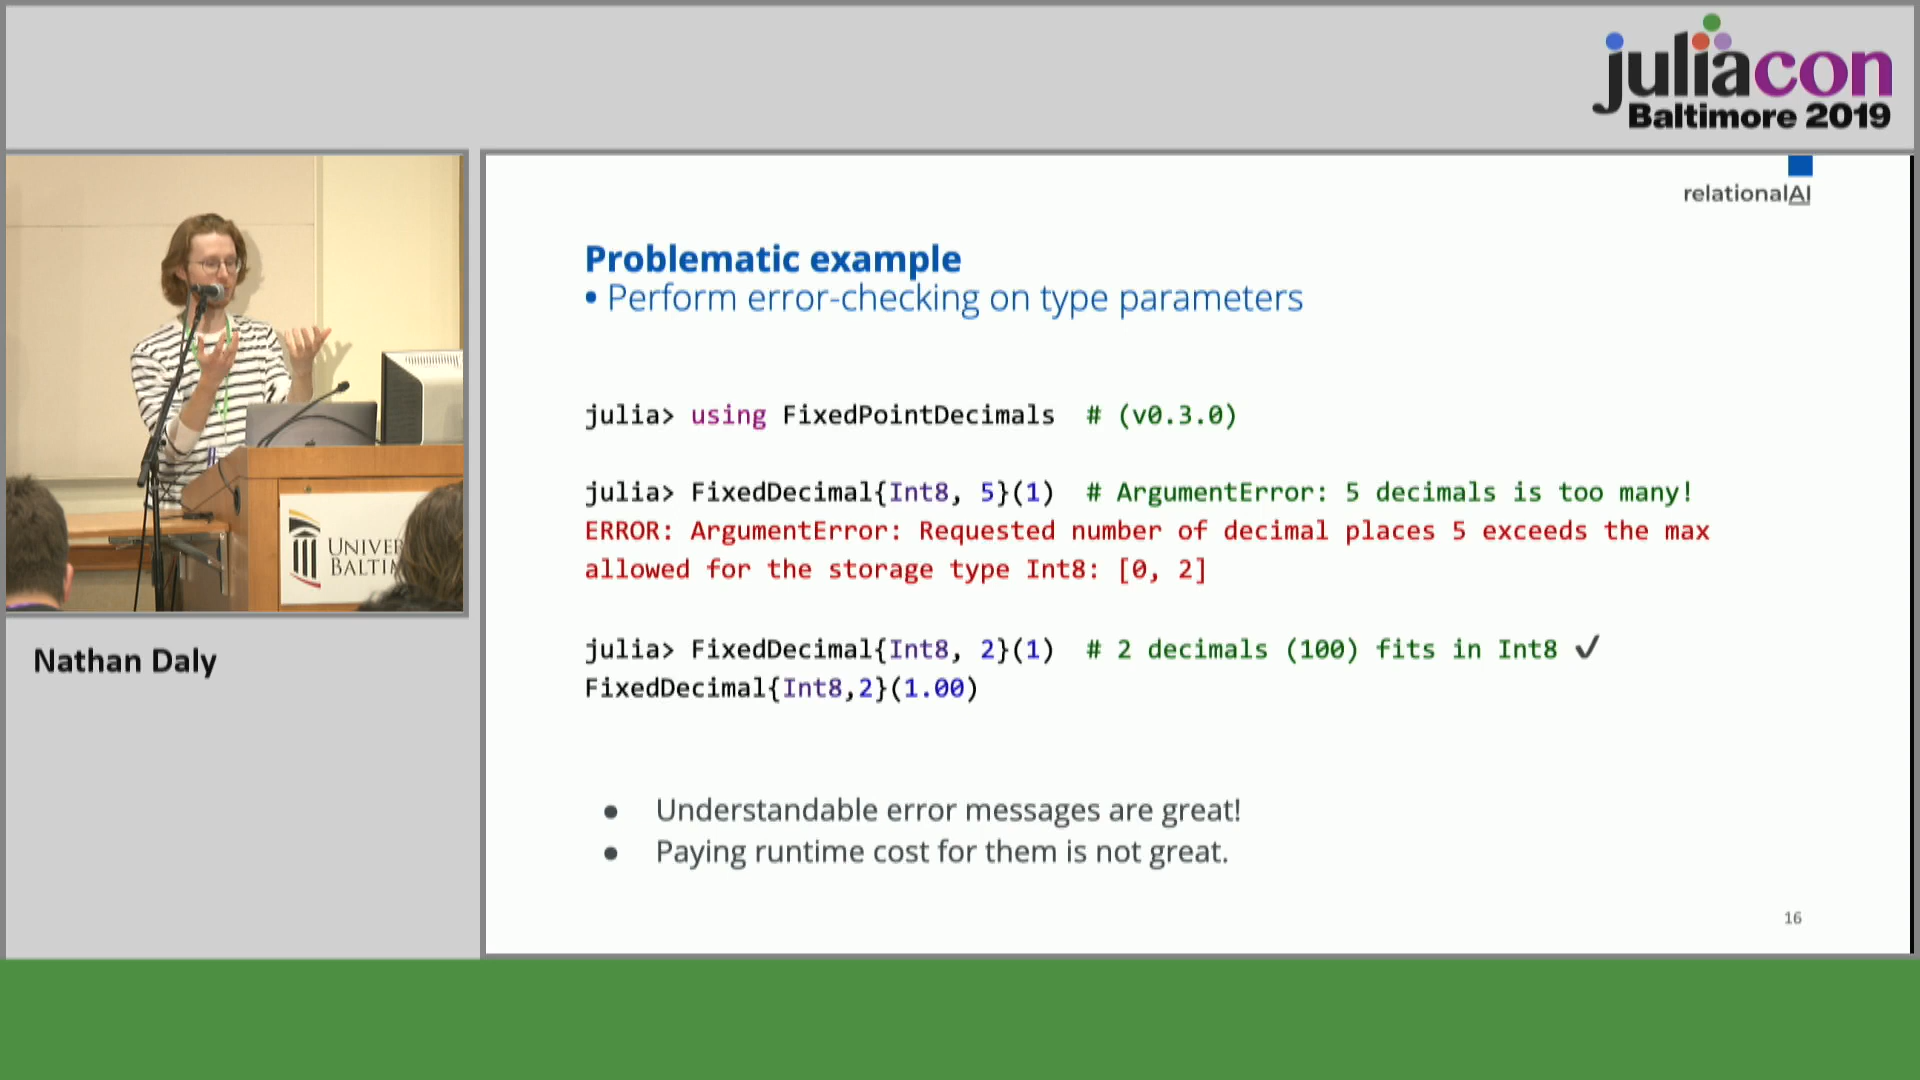 juliacon
Baltimore 2019
relationalAI
Problematic example
• Perform error-checking on type parameters
julia> using FixedPointDecimals # (v0.3.0)
julia> FixedDecimal{Int8, 5}(1) # ArgumentError: 5 decimals is too many!
ERROR: ArgumentError: Requested number of decimal places 5 exceeds the max
allowed for the storage type Int8: [0, 2]
julia> FixedDecimal{Int8, 2}(1) # 2 decimals (100) fits in Int8 ✓
FixedDecimal{Int8,2}(1.00)
● Understandable error messages are great!
● Paying runtime cost for them is not great.
16
Nathan Daly